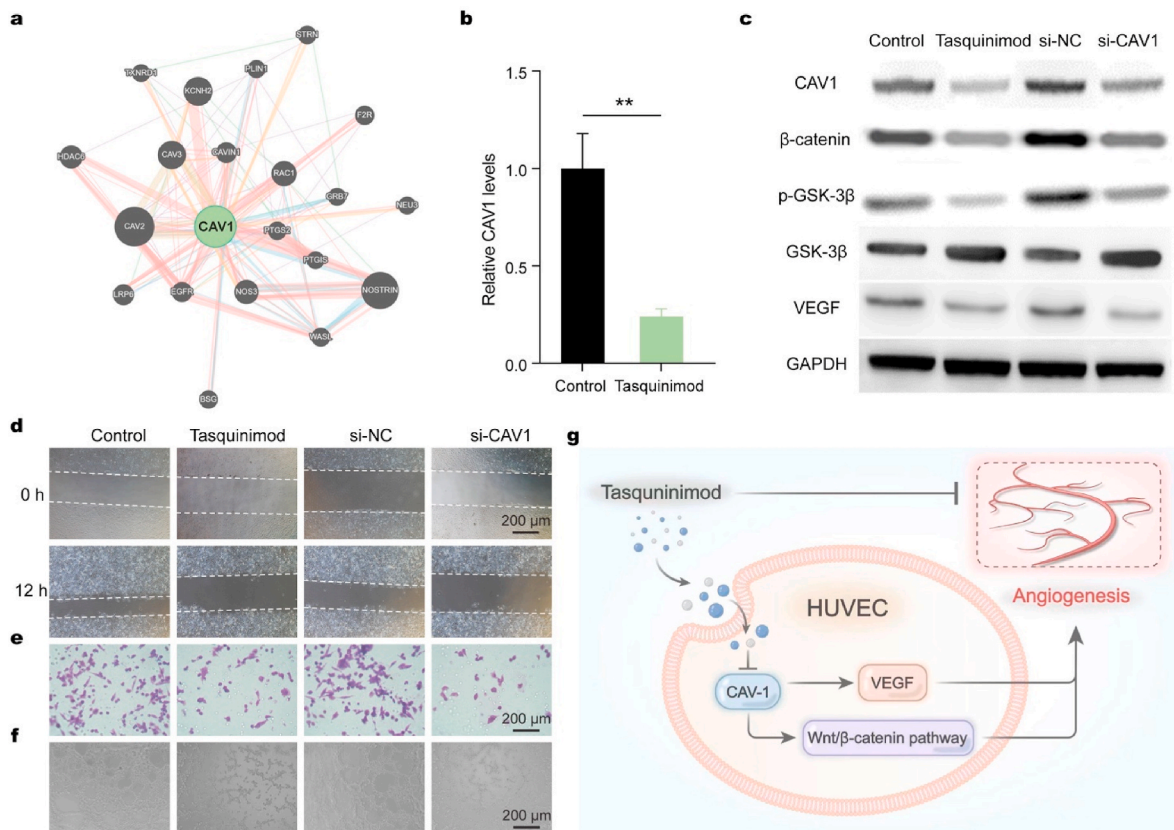 a
STRN
TXNRD1
PLIN1
KCNH2
F2R
HDAC6
CAV3
CAVIN1
RAC1
GRB7
NEU3
CAV2
CAV1
PTGS2
PTGIS
LRP6
EGFR
NOS3
NOSTRIN
WASL
BSG
b
Relative CAV1 levels
1.5
1.0
0.5
0.0
**
Control
Tasquinimod
c
Control Tasquinimod si-NC si-CAV1
CAV1
β-catenin
p-GSK-3β
GSK-3β
VEGF
GAPDH
d
Control Tasquinimod si-NC si-CAV1
0 h
200 μm
12 h
e
200 μm
f
200 μm
g
Tasquninimod
HUVEC
Angiogenesis
CAV-1
VEGF
Wnt/β-catenin pathway